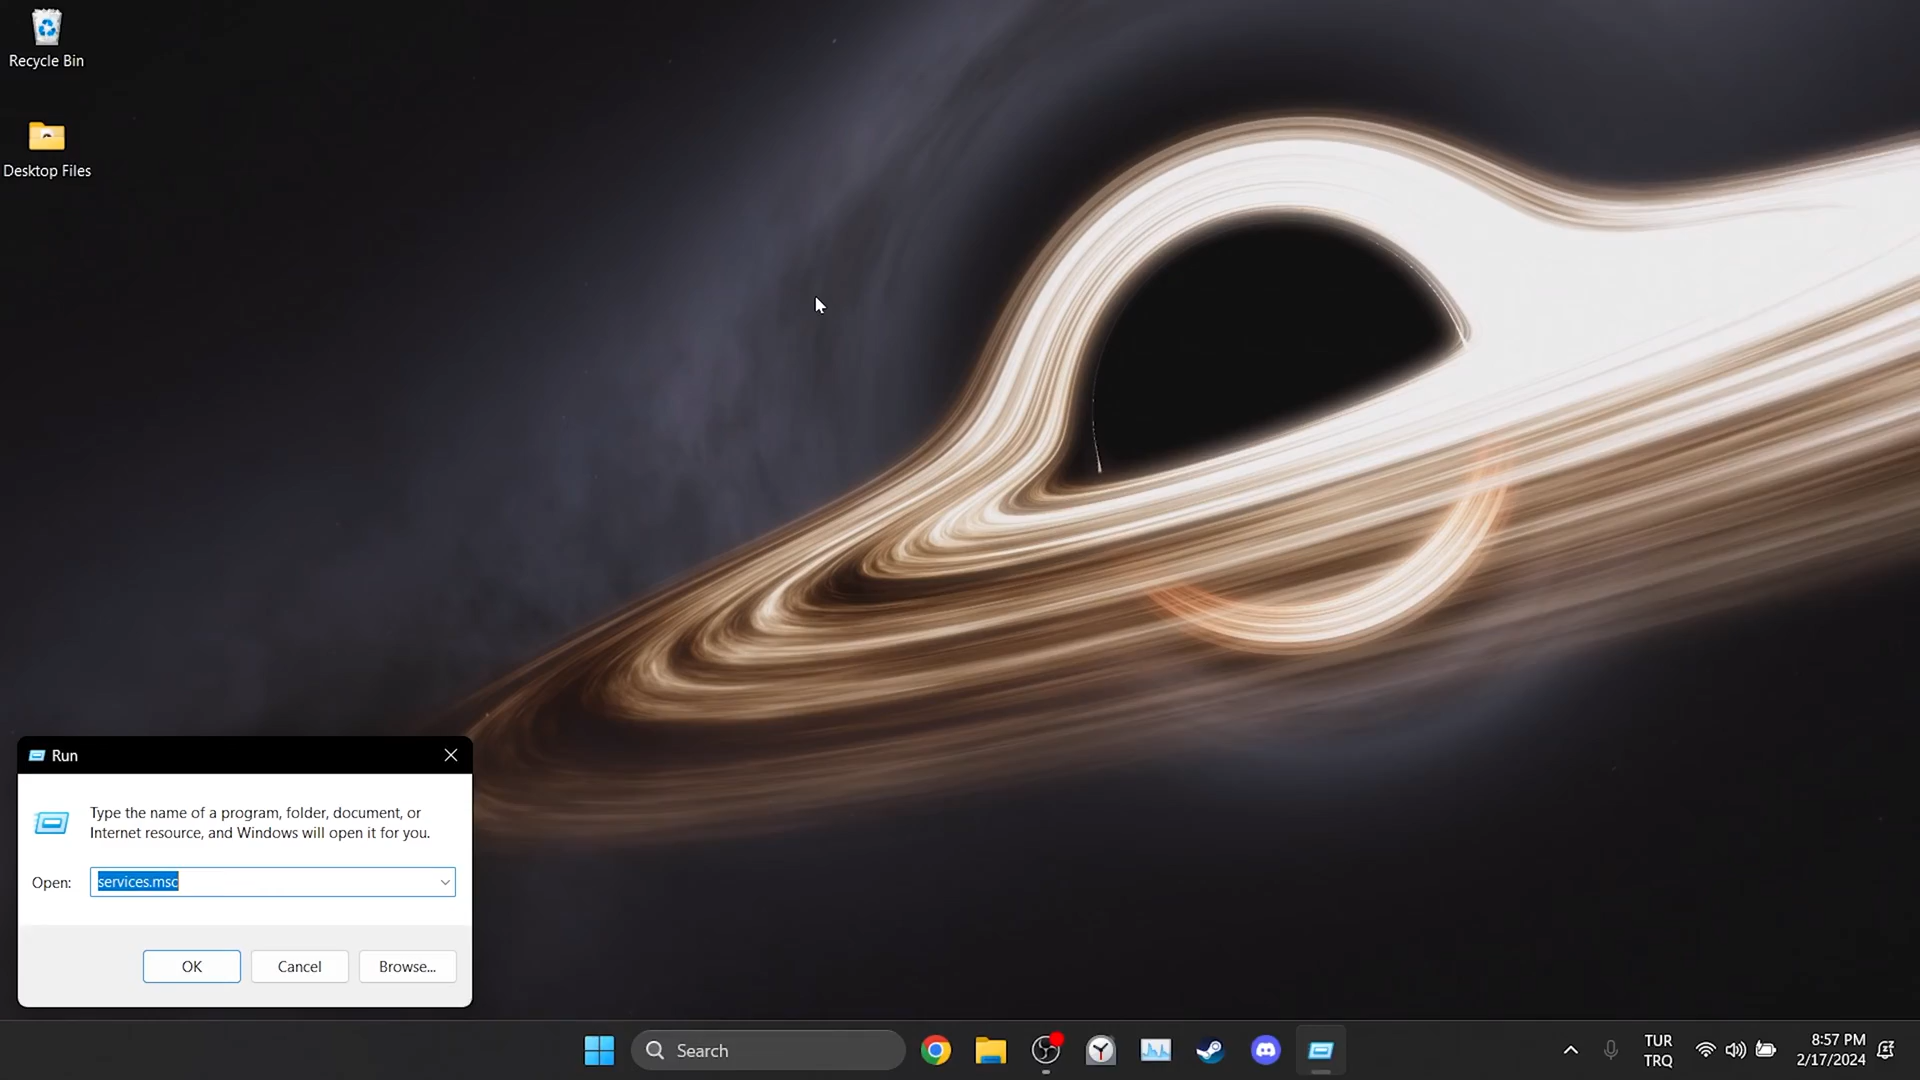 Recycle Bin
Desktop Files
Run
Type the name of a program, folder, document, or
Internet resource, and Windows will open it for you.
Open:
services.msc
OK
Cancel
Browse...
Search
TUR
TRQ
8:57 PM
2/17/2024